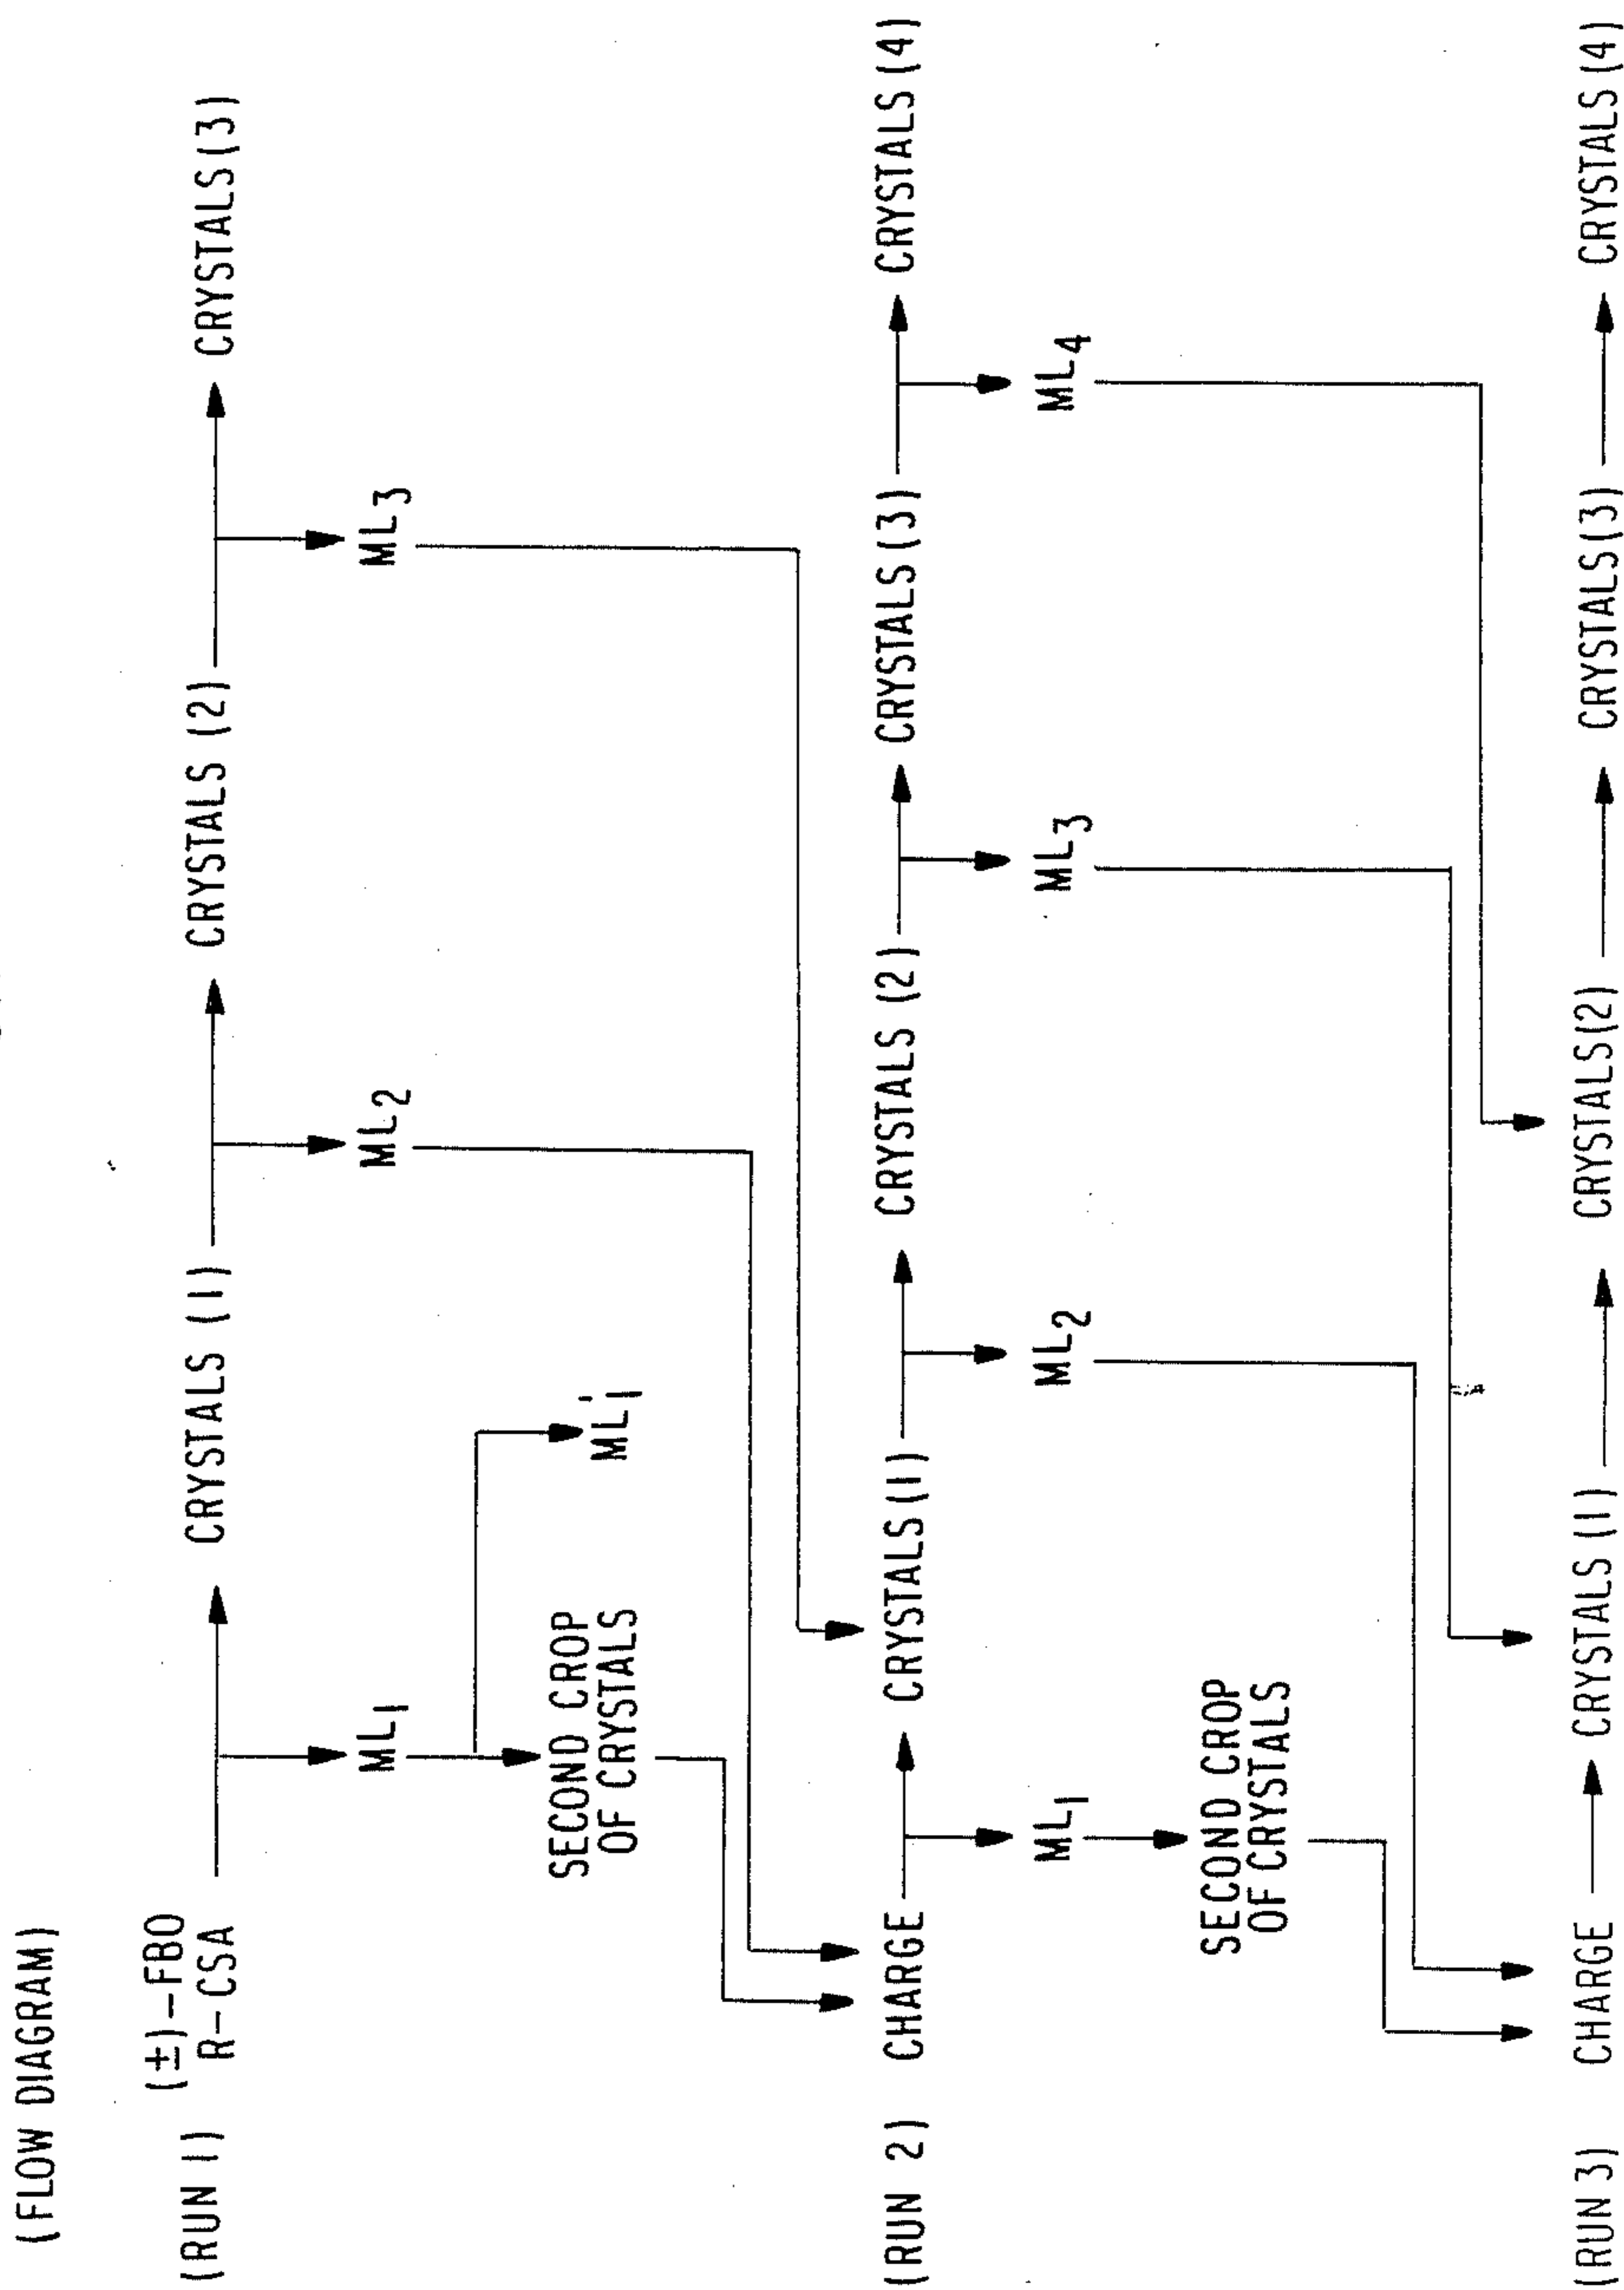 (FLOW DIAGRAM)
(RUN 1)
(±)-FBO
R-CSA
CRYSTALS (1)
CRYSTALS (2)
CRYSTALS (3)
ML1
ML2
ML3
ML1'
SECOND CROP
OF CRYSTALS
(RUN 2)
CHARGE
CRYSTALS (1)
CRYSTALS (2)
CRYSTALS (3)
CRYSTALS (4)
ML1
ML2
ML3
ML4
SECOND CROP
OF CRYSTALS
(RUN 3)
CHARGE
CRYSTALS (1)
CRYSTALS (2)
CRYSTALS (3)
CRYSTALS (4)